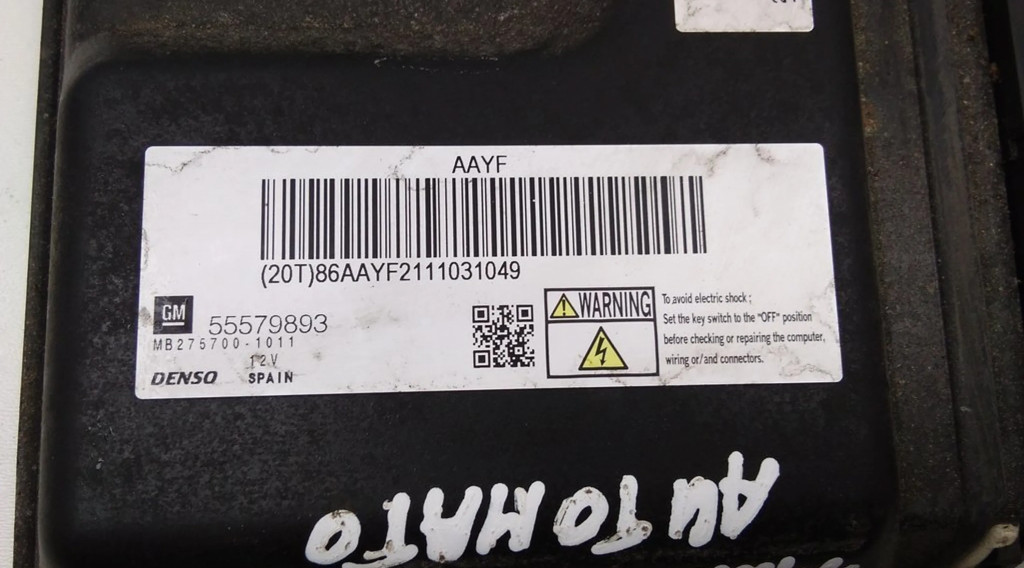 AAYF
(20T)86AAYF2111031049
GM 55579893
MB275700-1011
12V
DENSO SPAIN
WARNING
To avoid electric shock ;
Set the key switch to the "OFF" position
before checking or repairing the computer,
wiring or/and connectors.
AUTOMATO